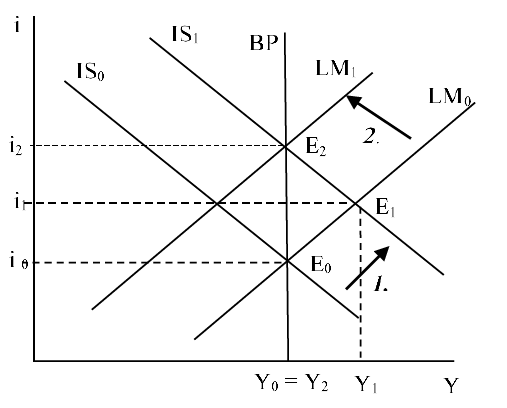 i
IS₁
BP
IS₀
LM₁
LM₀
2.
i₂
E₂
i₁
E₁
i₀
E₀
1.
Y₀ = Y₂
Y₁
Y